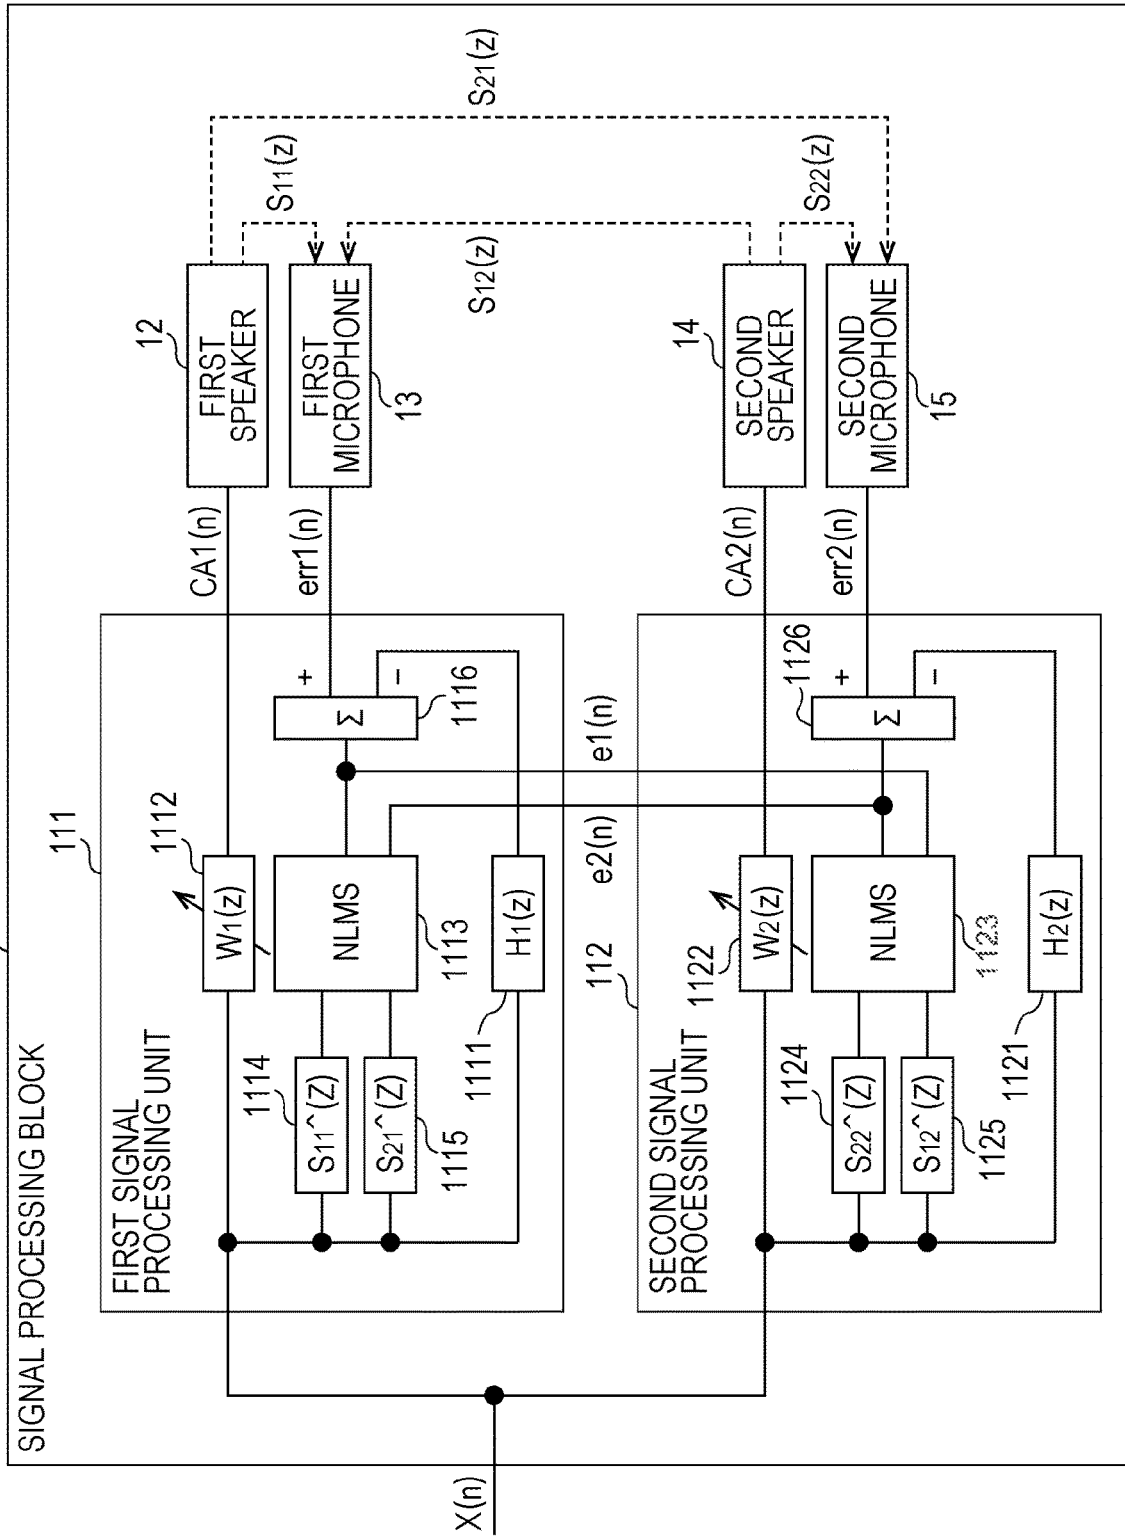 SIGNAL PROCESSING BLOCK
X(n)
111
FIRST SIGNAL
PROCESSING UNIT
1112
W1(z)
NLMS
1113
1114
S11^(Z)
S21^(Z)
1115
1111
H1(z)
+
−
Σ
1116
CA1(n)
err1(n)
12
FIRST
SPEAKER
FIRST
MICROPHONE
13
S11(z)
S21(z)
S12(z)
S22(z)
e2(n)
e1(n)
112
SECOND SIGNAL
PROCESSING UNIT
1122
W2(z)
NLMS
1123
1124
S22^(Z)
S12^(Z)
1125
1121
H2(z)
1126
+
−
Σ
CA2(n)
err2(n)
14
SECOND
SPEAKER
SECOND
MICROPHONE
15